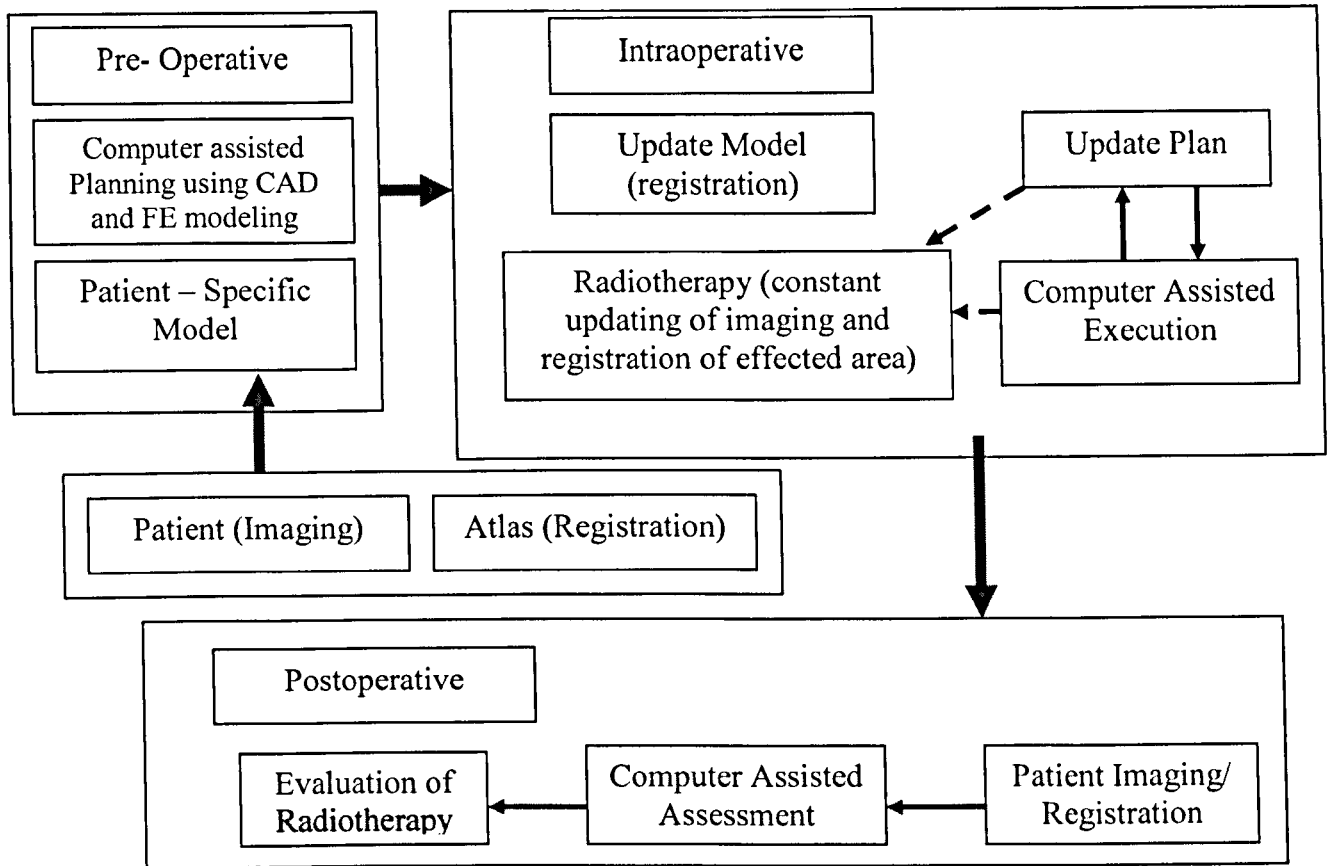 Pre- Operative
Computer assisted
Planning using CAD
and FE modeling
Patient – Specific
Model
Intraoperative
Update Model
(registration)
Update Plan
Radiotherapy (constant
updating of imaging and
registration of effected area)
Computer Assisted
Execution
Patient (Imaging)
Atlas (Registration)
Postoperative
Evaluation of
Radiotherapy
Computer Assisted
Assessment
Patient Imaging/
Registration